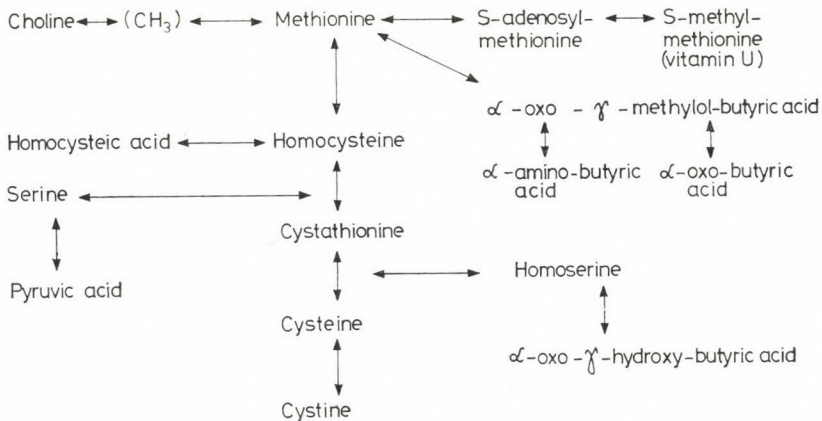 Choline (CH₃) Methionine S-adenosyl- S-methyl-
methionine methionine
(vitamin U)
α -oxo - γ -methylol-butyric acid
Homocysteic acid Homocysteine
α-amino-butyric α-oxo-butyric
acid acid
Serine
Cystathionine
Homoserine
Pyruvic acid
Cysteine
α-oxo-γ-hydroxy-butyric acid
Cystine